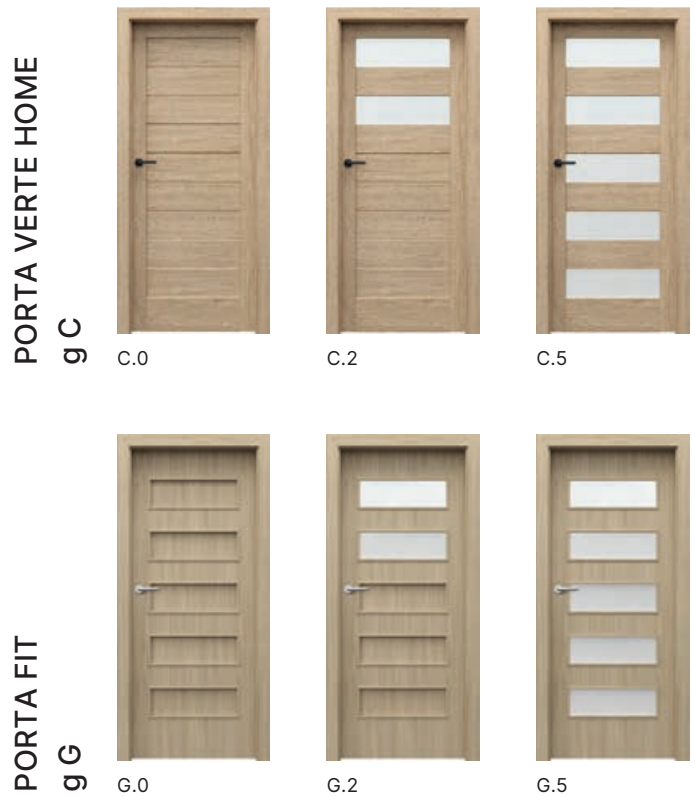 PORTA VERTE HOME
g C
C.0
C.2
C.5
PORTA FIT
g G
G.0
G.2
G.5